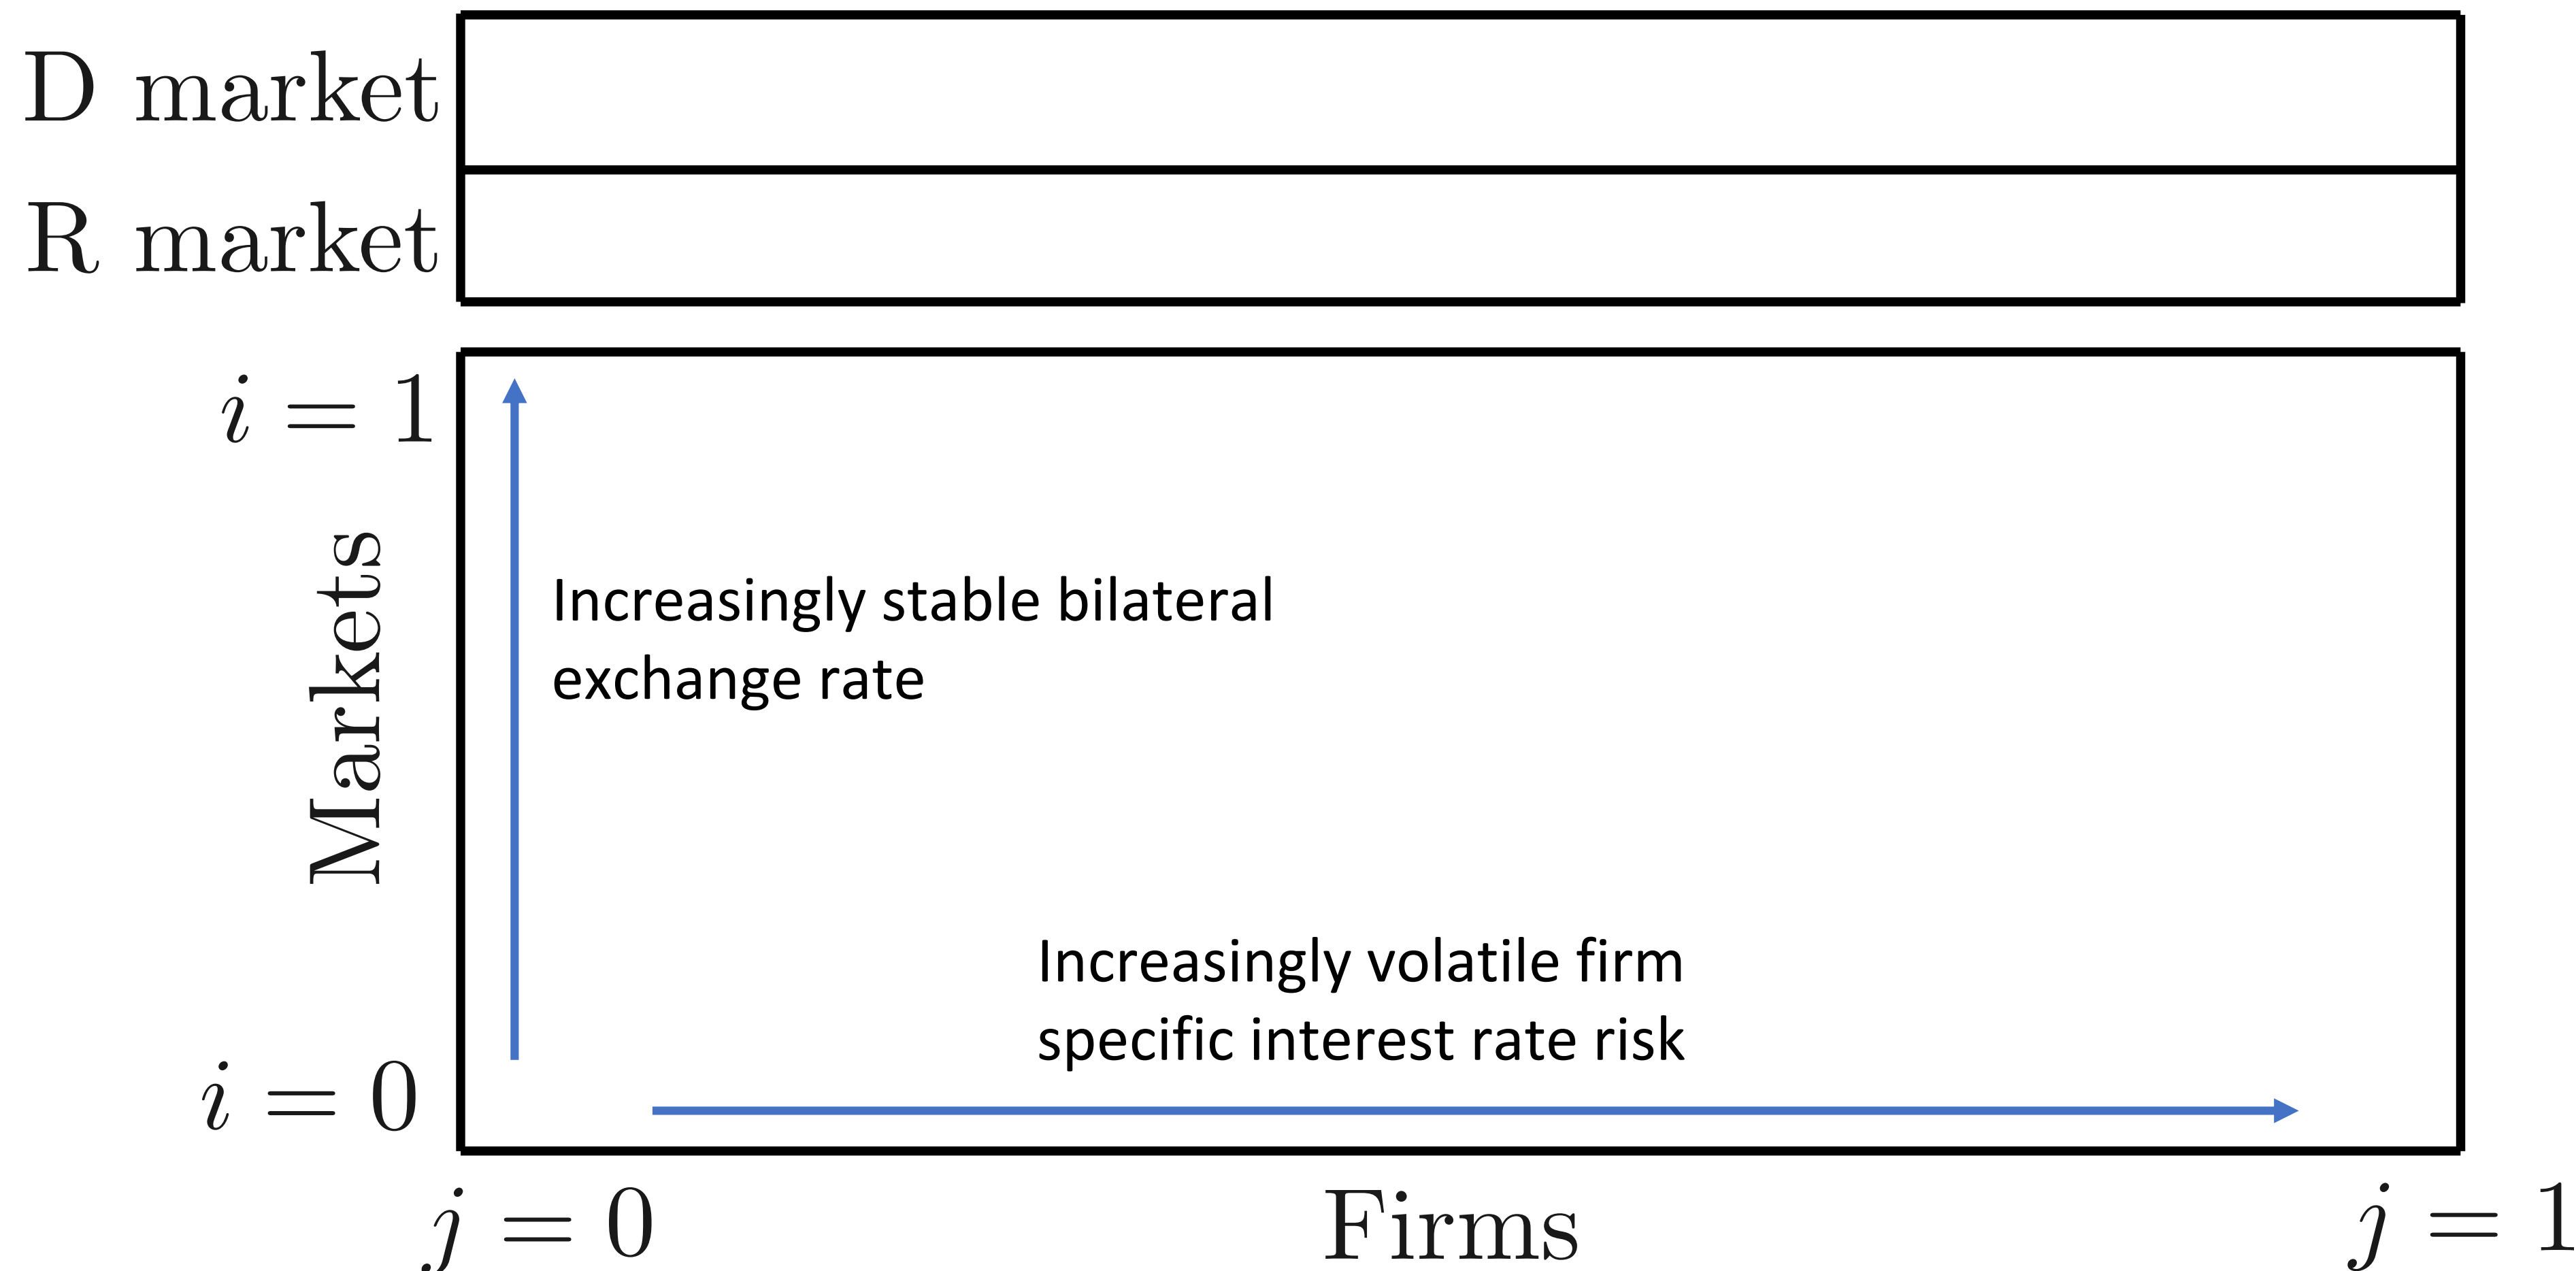 D market
R market
i = 1
Markets
Increasingly stable bilateral
exchange rate
Increasingly volatile firm
specific interest rate risk
i = 0
j = 0
Firms
j = 1